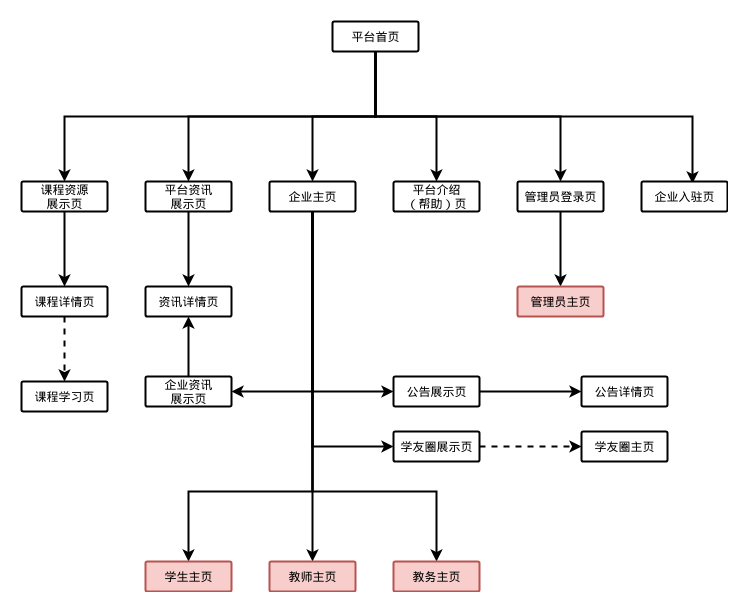 平台首页
课程资源
展示页
平台资讯
展示页
企业主页
平台介绍
（帮助）页
管理员登录页
企业入驻页
课程详情页
资讯详情页
管理员主页
课程学习页
企业资讯
展示页
公告展示页
公告详情页
学友圈展示页
学友圈主页
学生主页
教师主页
教务主页